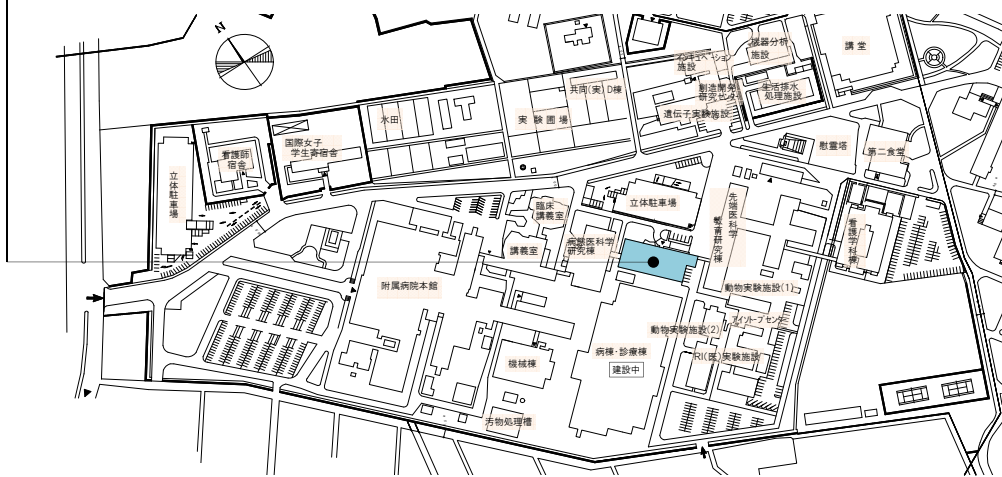 N
機器分析
施設
講堂
インキュベーション
施設
創造開発
研究センター
生活排水
処理施設
共同(実)D棟
遺伝子実験施設
水田
実験圃場
国際女子
学生寄宿舎
看護師
宿舎
慰霊塔
第二食堂
立体駐車場
臨床
講義室
立体駐車場
先端医科学
教育研究棟
看護学科棟
講義室
病態医科学
研究棟
附属病院本館
動物実験施設(1)
アイソトープセンター
動物実験施設(2)
病棟・診療棟
建設中
RI(医)実験施設
機械棟
汚物処理槽